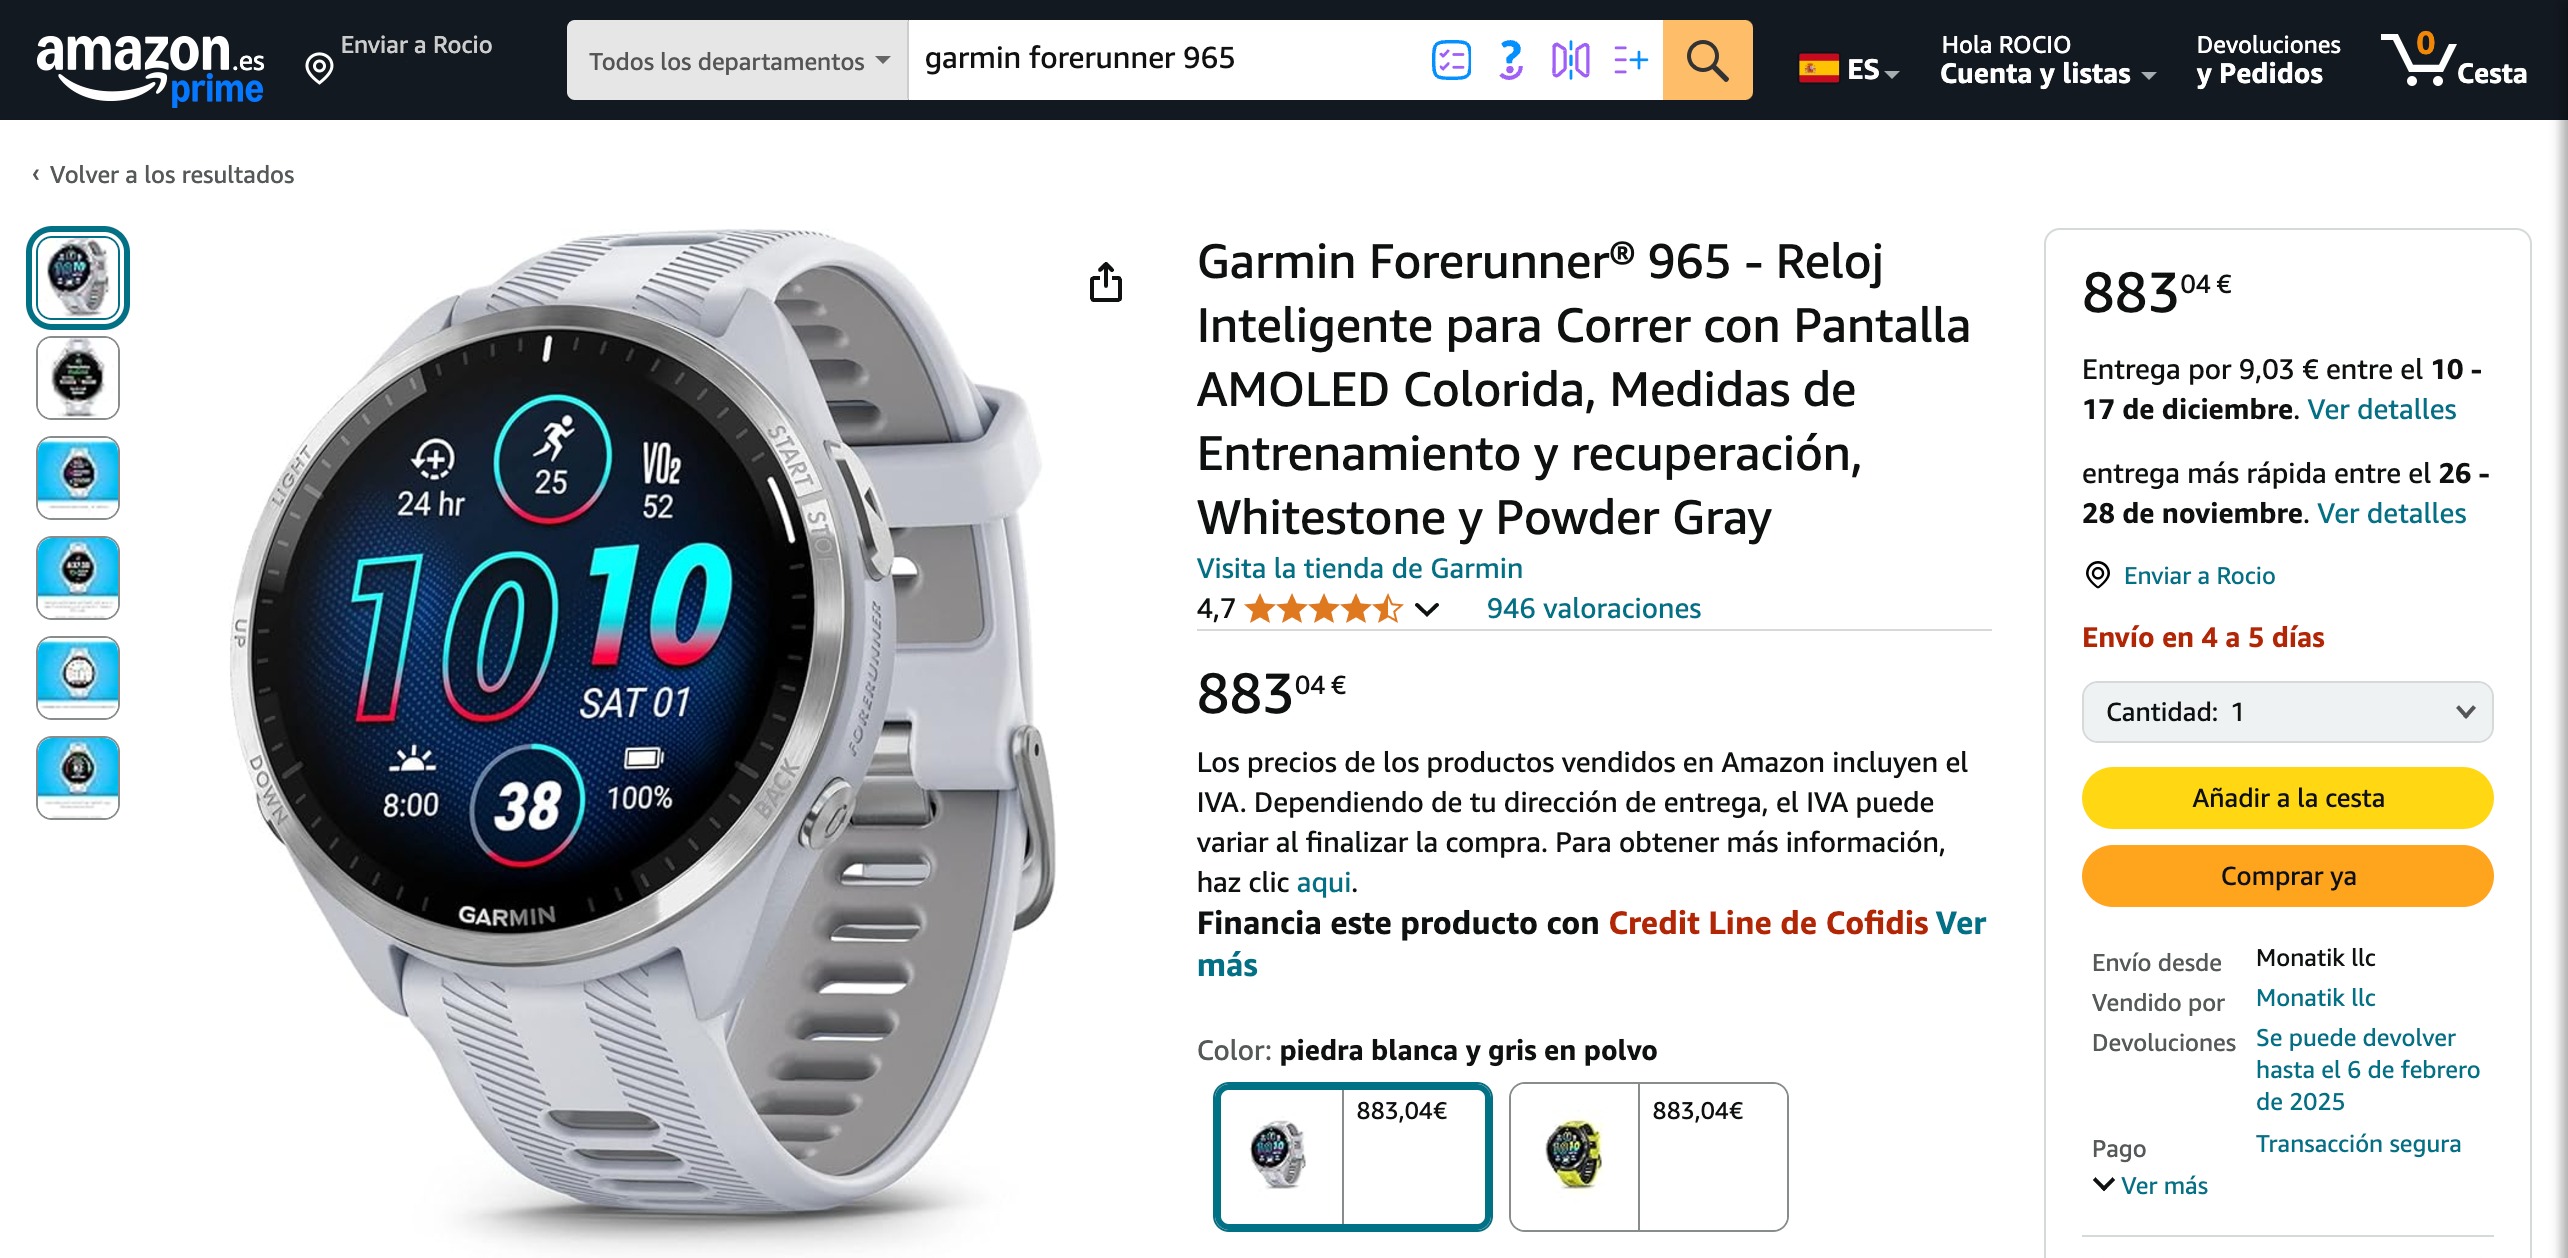 amazon.es
prime
Enviar a Rocio
Todos los departamentos
garmin forerunner 965
ES
Hola ROCIO
Cuenta y listas
Devoluciones
y Pedidos
0
Cesta
‹ Volver a los resultados
LIGHT
UP
DOWN
START
STO
BACK
FORERUNNER
24 hr
25
VO2
52
10 10
SAT 01
8:00
38
100%
GARMIN
Garmin Forerunner® 965 - Reloj
Inteligente para Correr con Pantalla
AMOLED Colorida, Medidas de
Entrenamiento y recuperación,
Whitestone y Powder Gray
Visita la tienda de Garmin
4,7
946 valoraciones
883 04 €
Los precios de los productos vendidos en Amazon incluyen el
IVA. Dependiendo de tu dirección de entrega, el IVA puede
variar al finalizar la compra. Para obtener más información,
haz clic aqui.
Financia este producto con Credit Line de Cofidis Ver
más
Color: piedra blanca y gris en polvo
883,04€
883,04€
883 04 €
Entrega por 9,03 € entre el 10 -
17 de diciembre. Ver detalles
entrega más rápida entre el 26 -
28 de noviembre. Ver detalles
Enviar a Rocio
Envío en 4 a 5 días
Cantidad: 1
Añadir a la cesta
Comprar ya
Envío desde Monatik llc
Vendido por Monatik llc
Devoluciones Se puede devolver
hasta el 6 de febrero
de 2025
Pago Transacción segura
Ver más